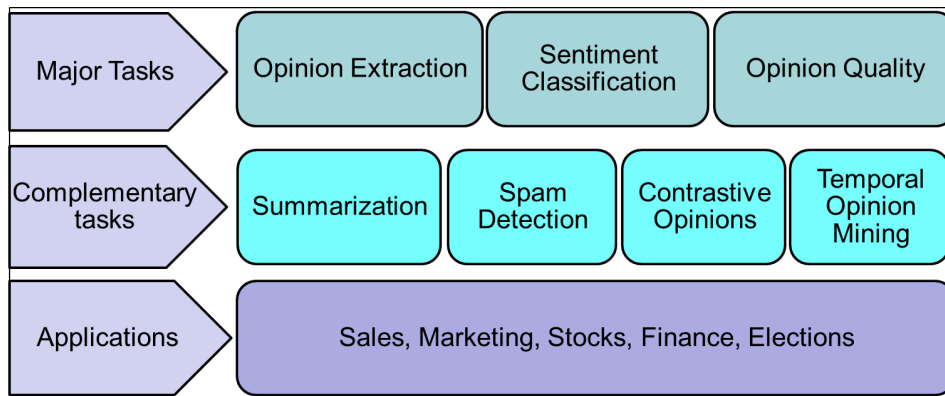 Major Tasks
Opinion Extraction
Sentiment
Classification
Opinion Quality
Complementary
tasks
Summarization
Spam
Detection
Contrastive
Opinions
Temporal
Opinion
Mining
Applications
Sales, Marketing, Stocks, Finance, Elections